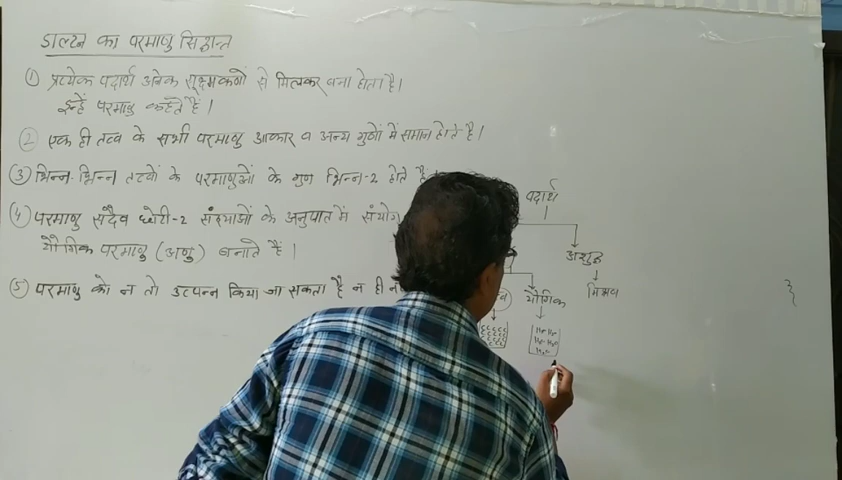 डाल्टन का परमाणु सिद्धान्त
① प्रत्येक पदार्थ अनेक सूक्ष्मकणों से मिलकर बना होता है।
इन्हें परमाणु कहते हैं।
② एक ही तत्व के सभी परमाणु आकार व अन्य गुणों में समान होते है।
③ भिन्न-भिन्न तत्वों के परमाणुओं के गुण भिन्न-2 होते है
④ परमाणु सदैव छोटी-2 संख्याओं के अनुपात में संयोग
यौगिक परमाणु (अणु) बनाते हैं।
⑤ परमाणु को न तो उत्पन्न किया जा सकता है न ही
पदार्थ
अशुद्ध
मिश्रण
यौगिक